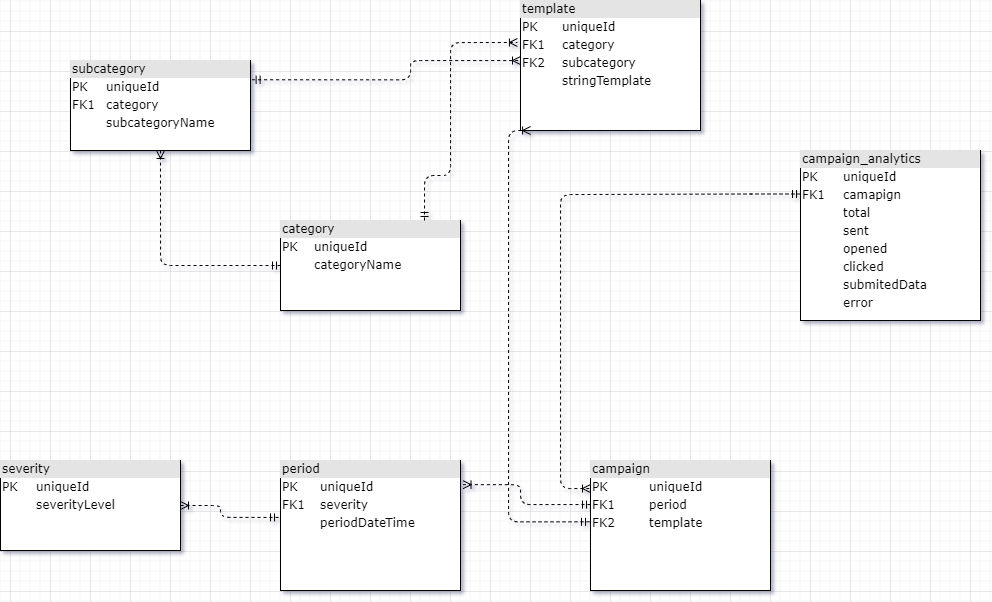 template
PK uniqueId
FK1 category
FK2 subcategory
stringTemplate
subcategory
PK uniqueId
FK1 category
subcategoryName
campaign_analytics
PK uniqueId
FK1 camapign
total
sent
opened
clicked
submitedData
error
category
PK uniqueId
categoryName
severity
PK uniqueId
severityLevel
period
PK uniqueId
FK1 severity
periodDateTime
campaign
PK uniqueId
FK1 period
FK2 template